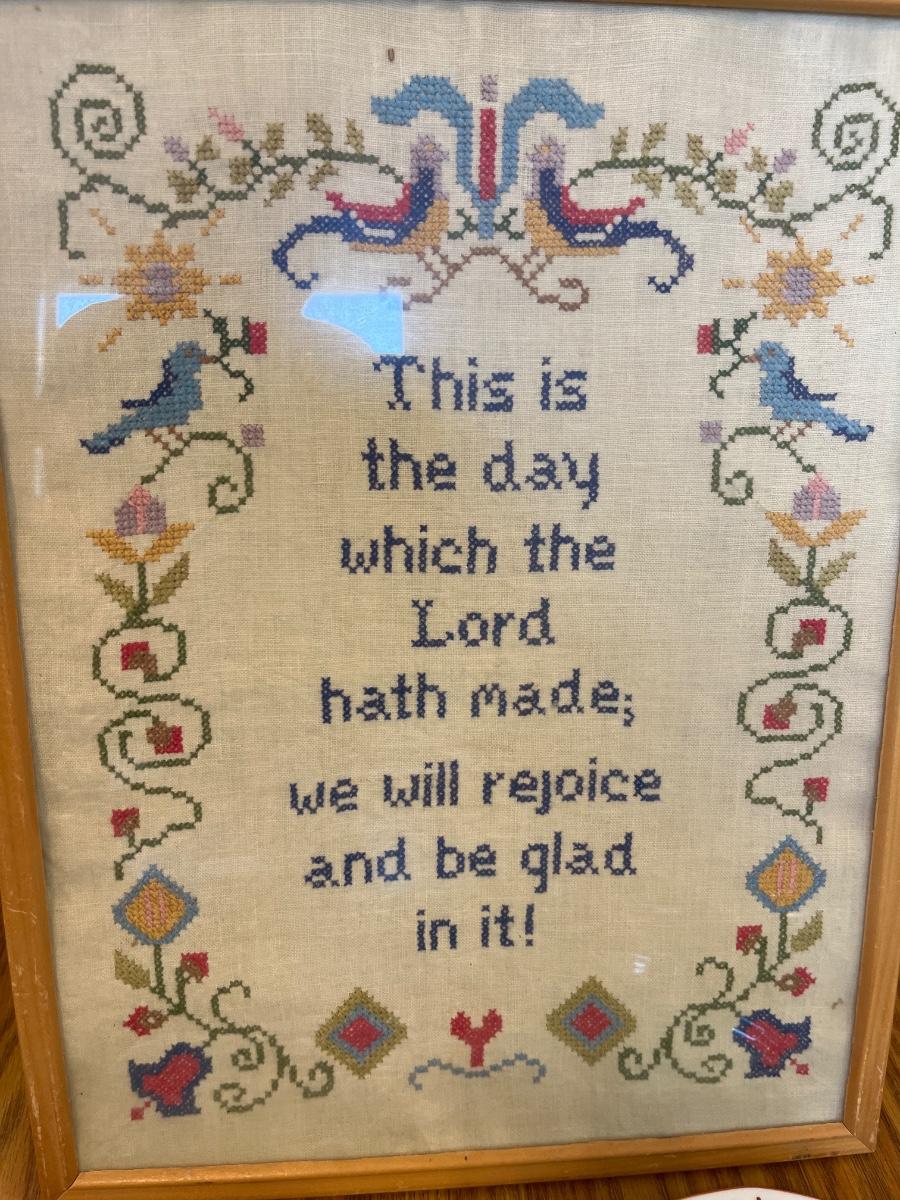 This is
the day
which the
Lord
hath made;
we will rejoice
and be glad
in it!